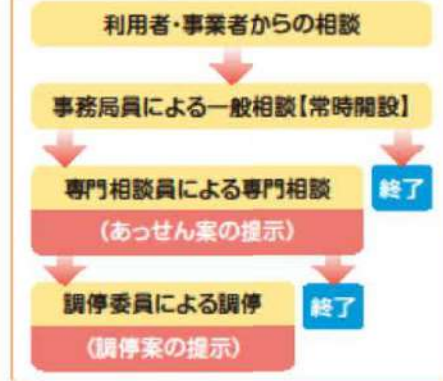 利用者・事業者からの相談
事務局員による一般相談【常時開設】
専門相談員による専門相談
終了
(あっせん案の提示)
調停委員による調停
終了
(調停案の提示)